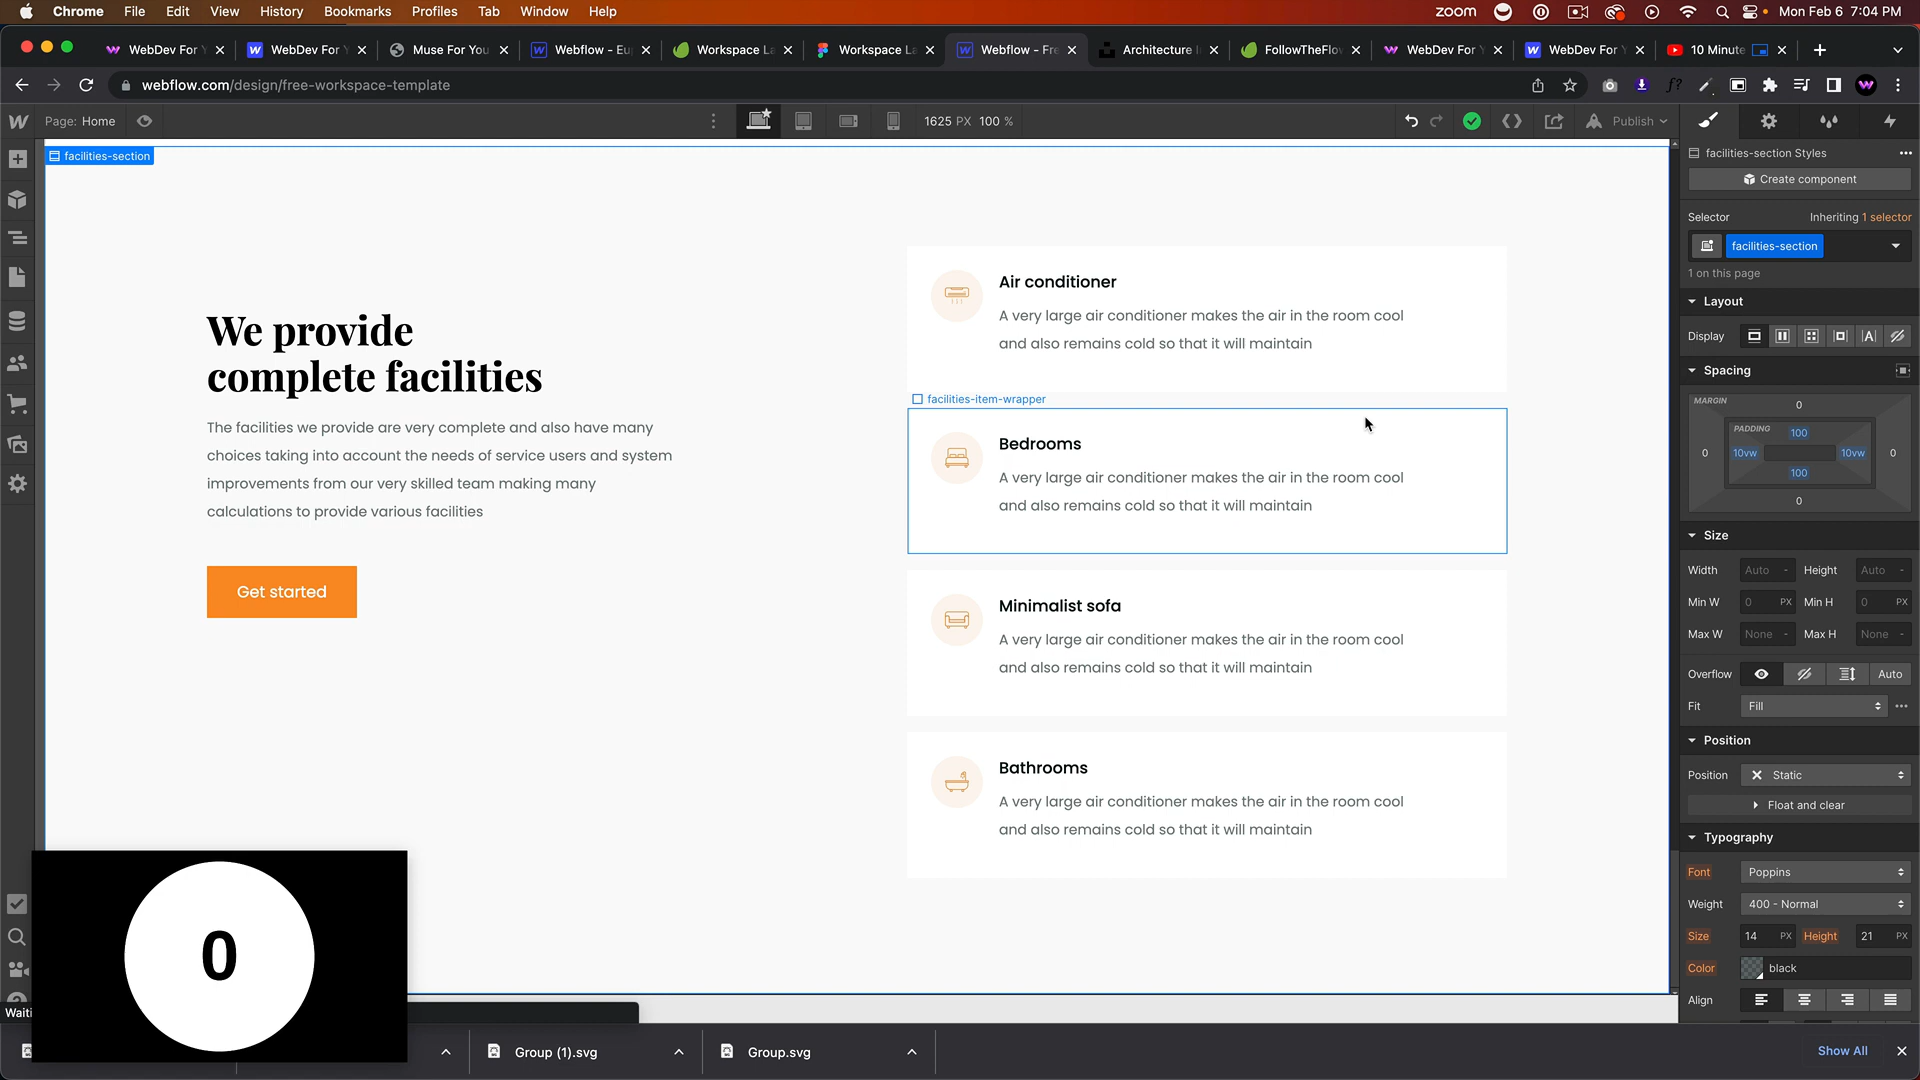 Chrome File Edit View History Bookmarks Profiles Tab Window Help zoom Mon Feb 6 7:04 PM
WebDev For Y WebDev For Y Muse For You Webflow - Eu Workspace La Workspace La Webflow - Fre Architecture FollowTheFlo WebDev For Y WebDev For Y 10 Minute
webflow.com/design/free-workspace-template
Page: Home 1625 PX 100 % Publish
facilities-section
We provide
complete facilities
The facilities we provide are very complete and also have many
choices taking into account the needs of service users and system
improvements from our very skilled team making many
calculations to provide various facilities
Get started
Air conditioner
A very large air conditioner makes the air in the room cool
and also remains cold so that it will maintain
facilities-item-wrapper
Bedrooms
A very large air conditioner makes the air in the room cool
and also remains cold so that it will maintain
Minimalist sofa
A very large air conditioner makes the air in the room cool
and also remains cold so that it will maintain
Bathrooms
A very large air conditioner makes the air in the room cool
and also remains cold so that it will maintain
facilities-section Styles
Create component
Selector Inheriting 1 selector
facilities-section
1 on this page
Layout
Display
Spacing
MARGIN 0
PADDING 100
0 10vw 10vw 0
100
0
Size
Width Auto - Height Auto -
Min W 0 PX Min H 0 PX
Max W None - Max H None -
Overflow Auto
Fit Fill
Position
Position Static
Float and clear
Typography
Font Poppins
Weight 400 - Normal
Size 14 PX Height 21 PX
Color black
Align
0
Waiti
Group (1).svg Group.svg Show All